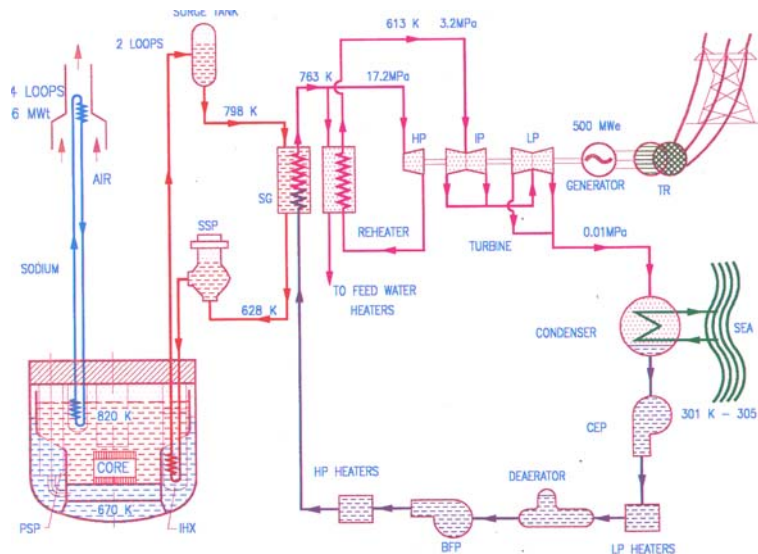 SURGE TANK
2 LOOPS
4 LOOPS
6 MWt
AIR
SODIUM
798 K
SG
SSP
628 K
613 K 3.2MPa
763 K 17.2MPa
HP
IP
LP
REHEATER
TURBINE
TO FEED WATER
HEATERS
500 MWe
GENERATOR
TR
0.01MPa
CONDENSER
SEA
301 K - 305
CEP
DEAERATOR
HP HEATERS
BFP
LP HEATERS
820 K
CORE
670 K
PSP
IHX